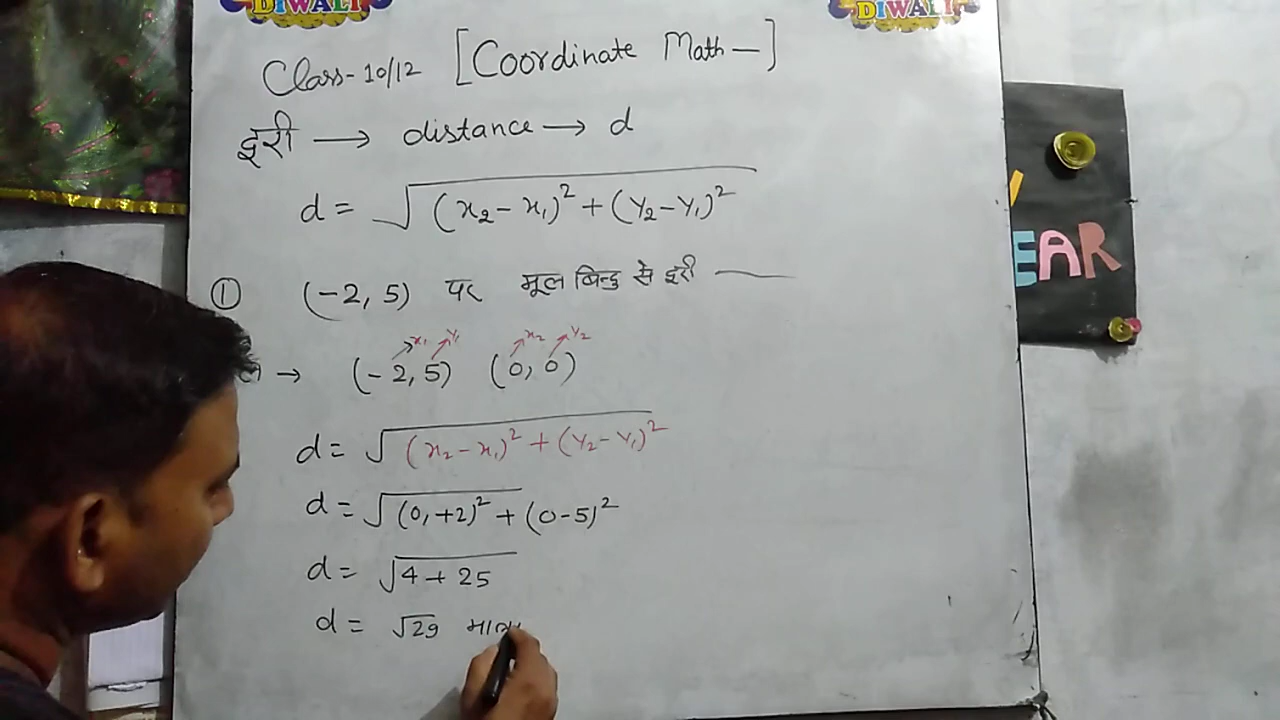 DIWALI DIWALI
Class-10/12 [Coordinate Math—]
दूरी → distance → d
d = √(x₂-x₁)² + (y₂-y₁)²
① (-2, 5) पर मूल बिन्दु से दूरी ——
→ (-2, 5) (0, 0)
x₁ y₁ x₂ y₂
d = √(x₂-x₁)² + (y₂-y₁)²
d = √(0,+2)² + (0-5)²
d = √4+25
d = √29
EAR